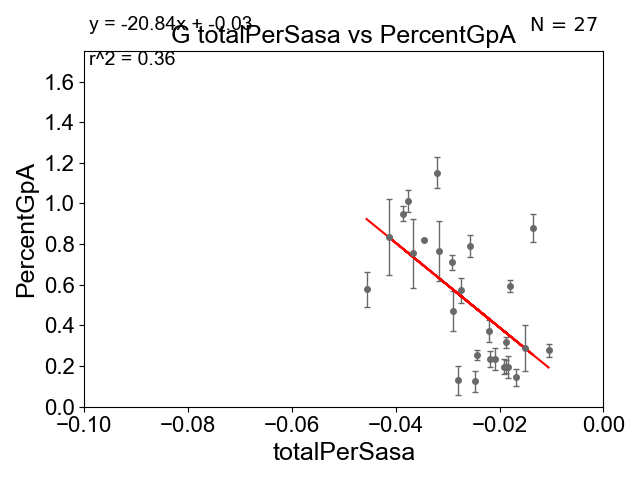 y = -20.84x + -0.03
G totalPerSasa vs PercentGpA
N = 27
r^2 = 0.36
PercentGpA
1.6
1.4
1.2
1.0
0.8
0.6
0.4
0.2
0.0
−0.10
−0.08
−0.06
−0.04
−0.02
0.00
totalPerSasa